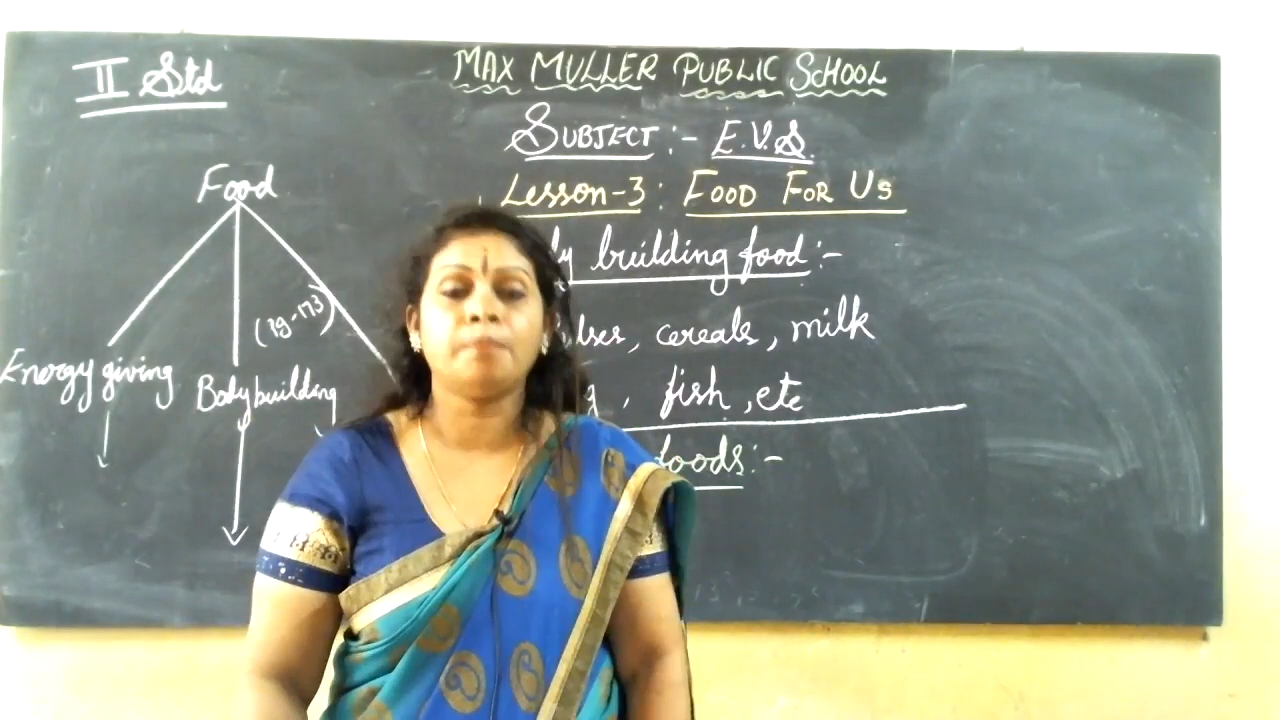 II Std
MAX MULLER PUBLIC SCHOOL
SUBJECT :- E.V.S.
Lesson-3 : FOOD FOR US
Food
building food :-
cereals, milk
(Pg-173)
Energy giving
Body building
, fish, etc
foods :-